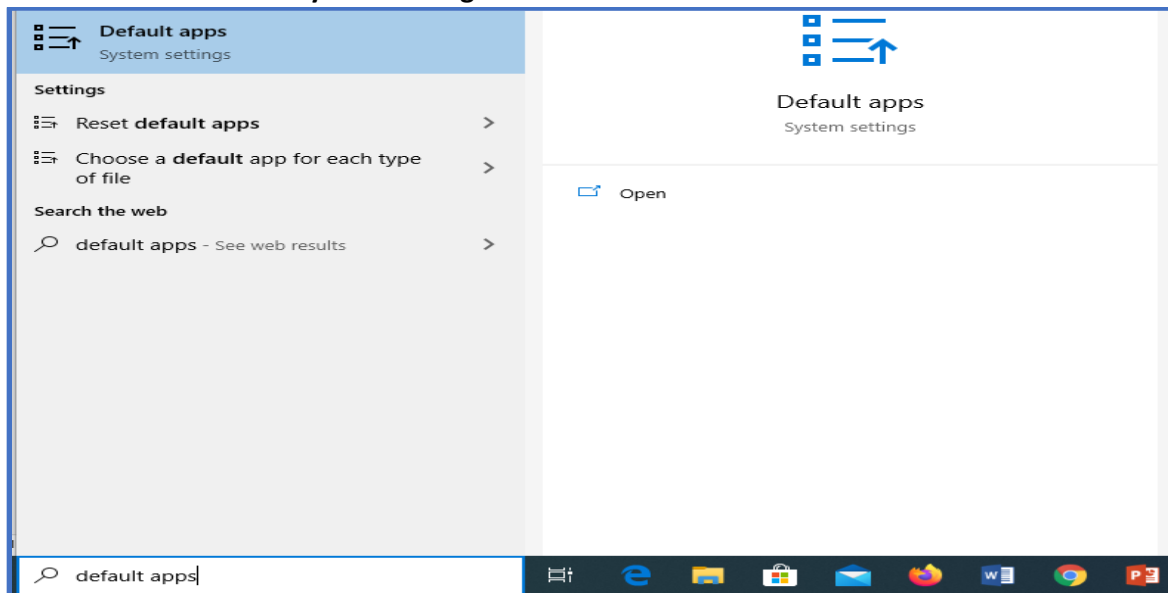 Default apps
System settings
Settings
Reset default apps
Choose a default app for each type
of file
Search the web
default apps - See web results
default apps
Default apps
System settings
Open